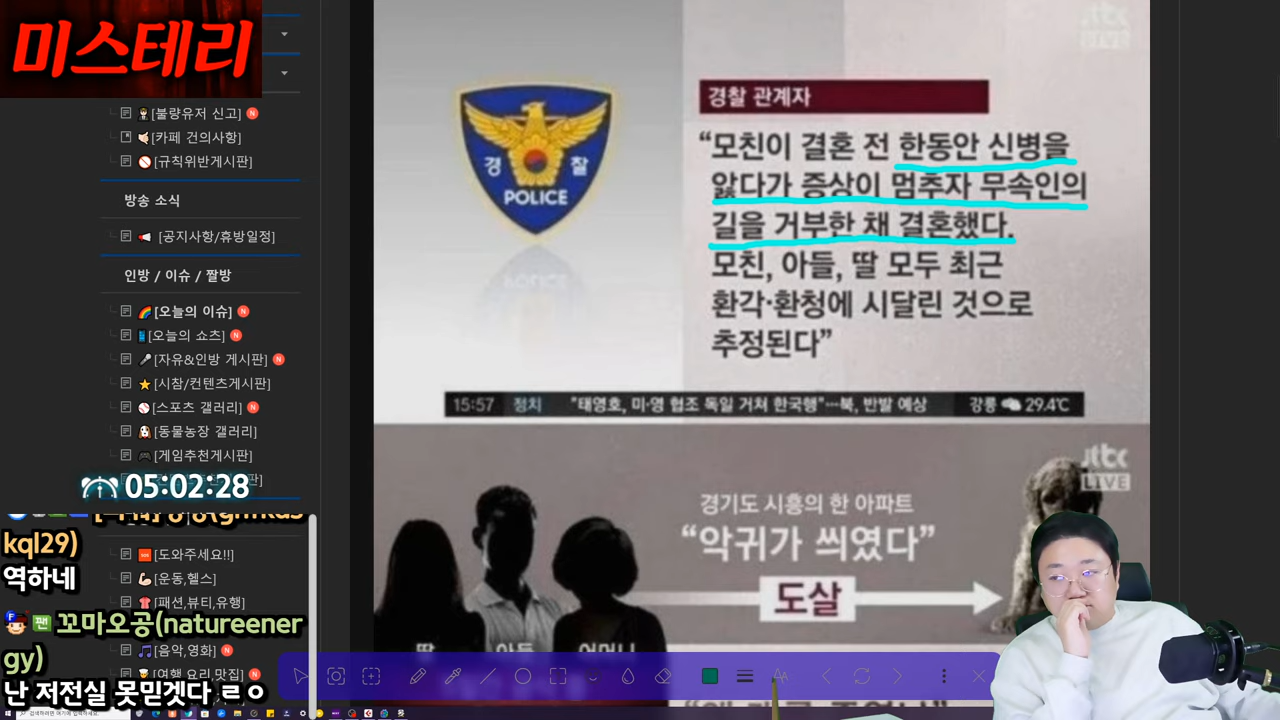 미스테리
[불량유저 신고] N
[카페 건의사항]
[규칙위반게시판]
방송 소식
[공지사항/휴방일정]
인방 / 이슈 / 짤방
[오늘의 이슈] N
[오늘의 쇼츠] N
[자유&인방 게시판] N
[시참/컨텐츠게시판]
[스포츠 갤러리] N
[동물농장 갤러리]
[게임추천게시판]
05:02:28
kql29)
역하네
꼬마오공(natureener
gy)
난 저전실 못믿겟다 ㄹㅇ
[도와주세요!!]
[운동,헬스]
[패션,뷰티,유행]
[음악,영화] N
[여행 요리,맛집] N
jtbc
LIVE
경 찰
POLICE
경찰 관계자
“모친이 결혼 전 한동안 신병을
앓다가 증상이 멈추자 무속인의
길을 거부한 채 결혼했다.
모친, 아들, 딸 모두 최근
환각·환청에 시달린 것으로
추정된다”
15:57 정치 "태영호, 미·영 협조 독일 거쳐 한국행"…북, 반발 예상 강릉 29.4℃
jtbc
LIVE
경기도 시흥의 한 아파트
“악귀가 씌였다”
도살
딸 아들 어머니